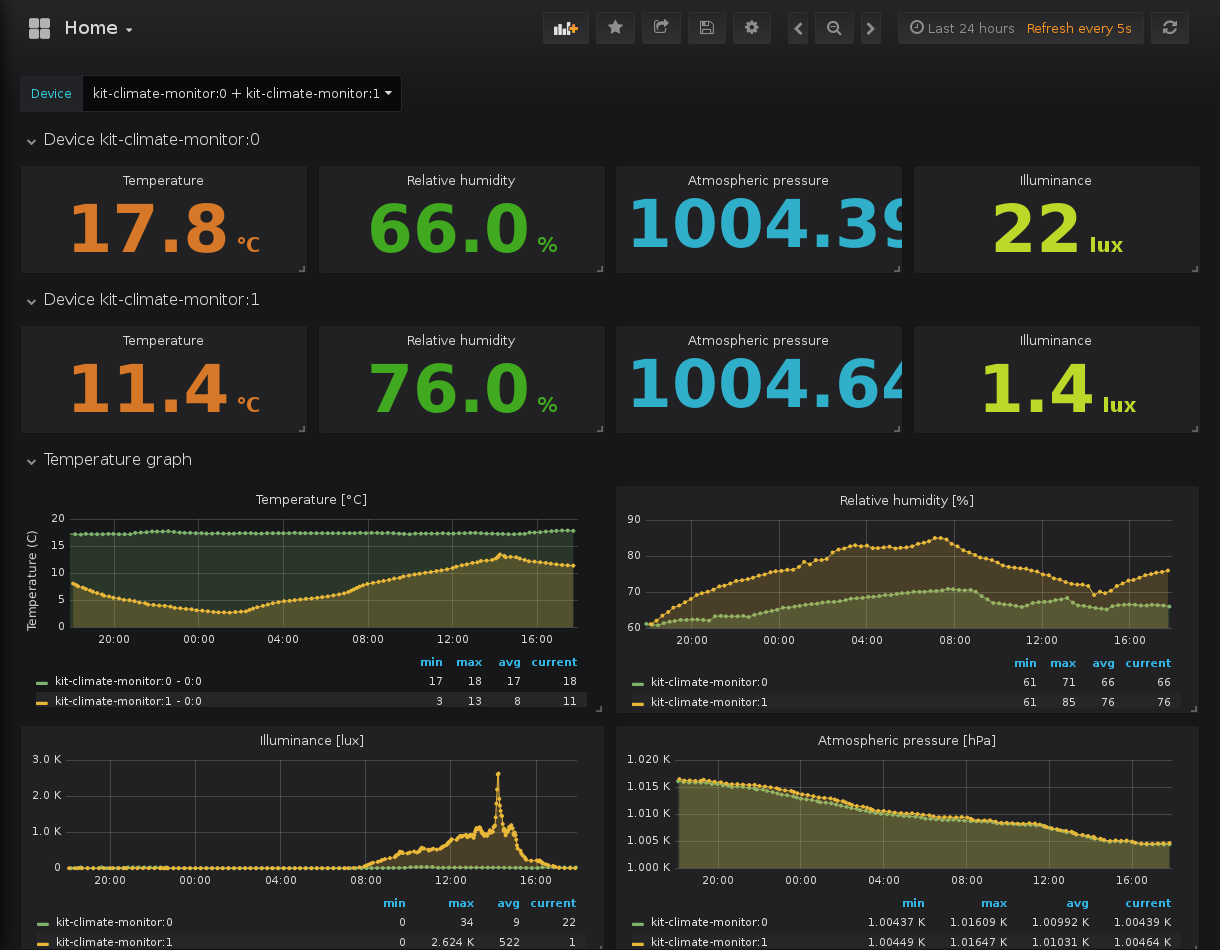 Home
Last 24 hours Refresh every 5s
Device kit-climate-monitor:0 + kit-climate-monitor:1
Device kit-climate-monitor:0
Temperature Relative humidity Atmospheric pressure Illuminance
17.8 °C 66.0 % 1004.39 22 lux
Device kit-climate-monitor:1
Temperature Relative humidity Atmospheric pressure Illuminance
11.4 °C 76.0 % 1004.64 1.4 lux
Temperature graph
Temperature [°C]
Temperature (C)
20
15
10
5
0
20:00 00:00 04:00 08:00 12:00 16:00
min max avg current
kit-climate-monitor:0 - 0:0 17 18 17 18
kit-climate-monitor:1 - 0:0 3 13 8 11
Relative humidity [%]
90
80
70
60
20:00 00:00 04:00 08:00 12:00 16:00
min max avg current
kit-climate-monitor:0 61 71 66 66
kit-climate-monitor:1 61 85 76 76
Illuminance [lux]
3.0 K
2.0 K
1.0 K
0
20:00 00:00 04:00 08:00 12:00 16:00
min max avg current
kit-climate-monitor:0 0 34 9 22
kit-climate-monitor:1 0 2.624 K 522 1
Atmospheric pressure [hPa]
1.020 K
1.015 K
1.010 K
1.005 K
1.000 K
20:00 00:00 04:00 08:00 12:00 16:00
min max avg current
kit-climate-monitor:0 1.00437 K 1.01609 K 1.00992 K 1.00439 K
kit-climate-monitor:1 1.00449 K 1.01647 K 1.01031 K 1.00464 K